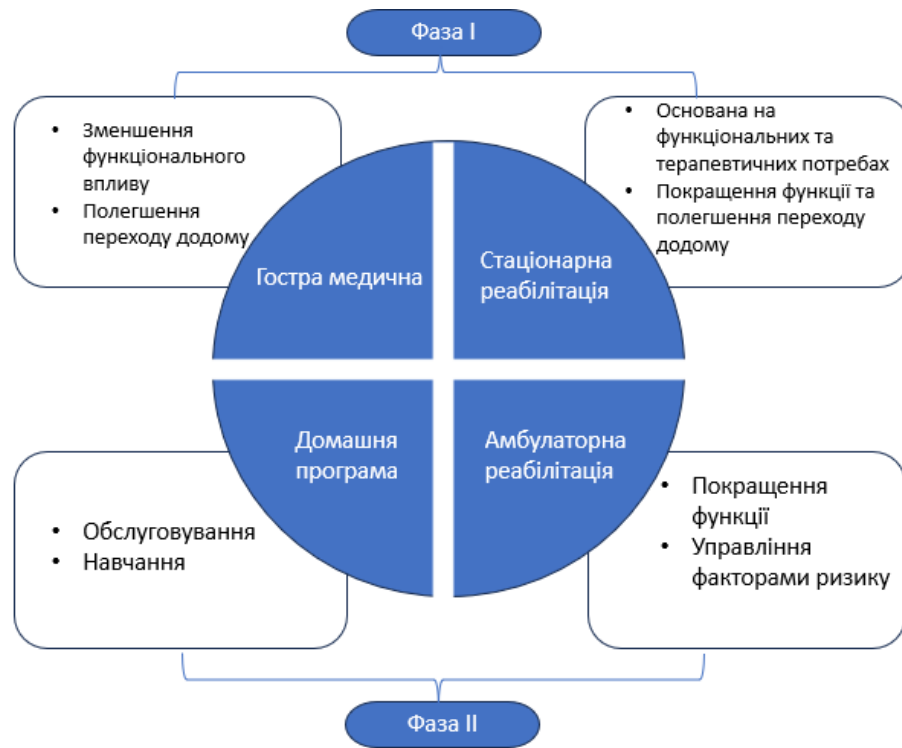 Фаза І
• Зменшення
функціонального
впливу
• Полегшення
переходу додому
• Основана на
функціональних та
терапевтичних потребах
• Покращення функції та
полегшення переходу
додому
Гостра медична
Стаціонарна
реабілітація
Домашня
програма
Амбулаторна
реабілітація
• Обслуговування
• Навчання
• Покращення
функції
• Управління
факторами ризику
Фаза ІІ